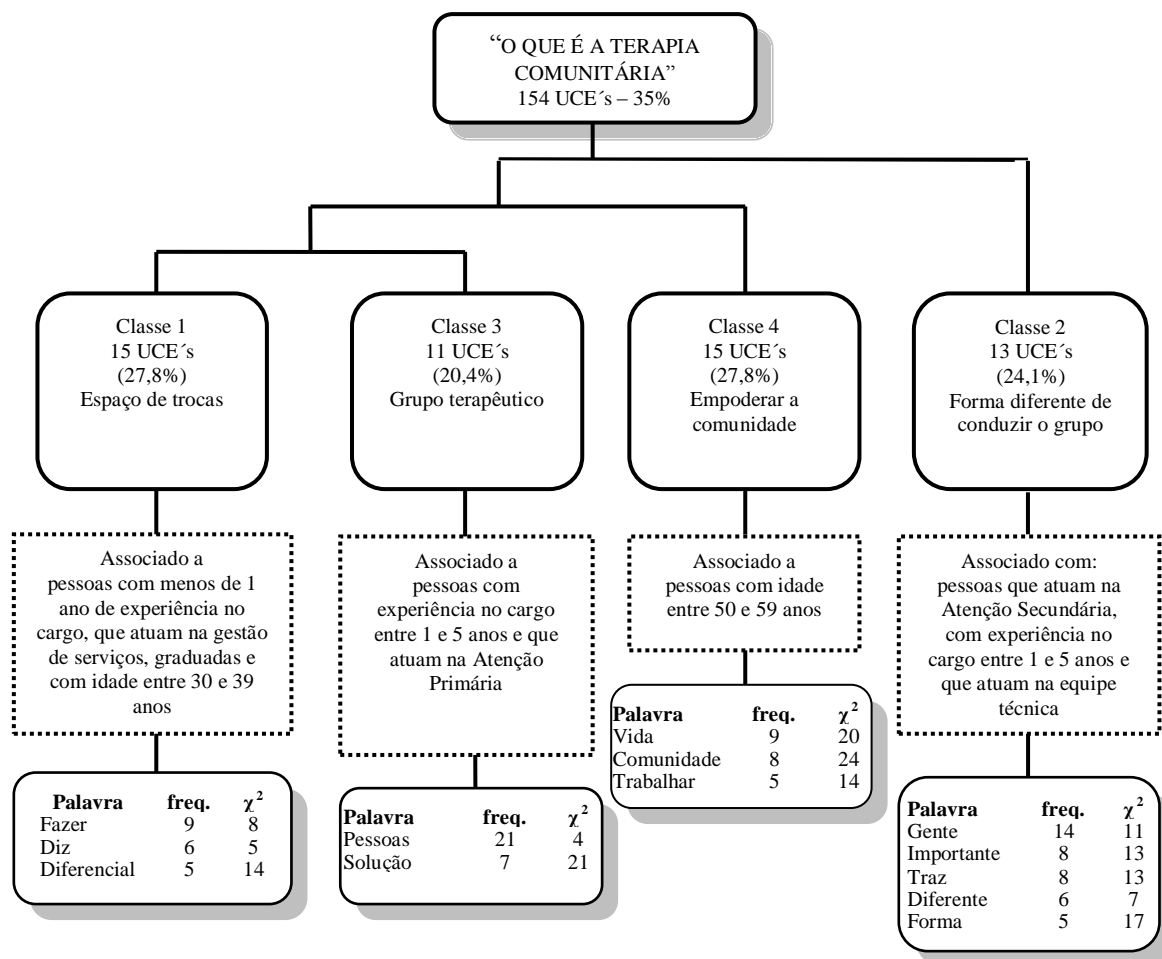 “O QUE É A TERAPIA
COMUNITÁRIA”
154 UCE´s – 35%
Classe 1
15 UCE´s
(27,8%)
Espaço de trocas
Classe 3
11 UCE´s
(20,4%)
Grupo terapêutico
Classe 4
15 UCE´s
(27,8%)
Empoderar a
comunidade
Classe 2
13 UCE´s
(24,1%)
Forma diferente de
conduzir o grupo
Associado a
pessoas com menos de 1
ano de experiência no
cargo, que atuam na gestão
de serviços, graduadas e
com idade entre 30 e 39
anos
Associado a
pessoas com
experiência no cargo
entre 1 e 5 anos e que
atuam na Atenção
Primária
Associado a
pessoas com idade
entre 50 e 59 anos
Associado com:
pessoas que atuam na
Atenção Secundária,
com experiência no
cargo entre 1 e 5 anos e
que atuam na equipe
técnica
Palavra freq. χ²
Fazer 9 8
Diz 6 5
Diferencial 5 14
Palavra freq. χ²
Pessoas 21 4
Solução 7 21
Palavra freq. χ²
Vida 9 20
Comunidade 8 24
Trabalhar 5 14
Palavra freq. χ²
Gente 14 11
Importante 8 13
Traz 8 13
Diferente 6 7
Forma 5 17